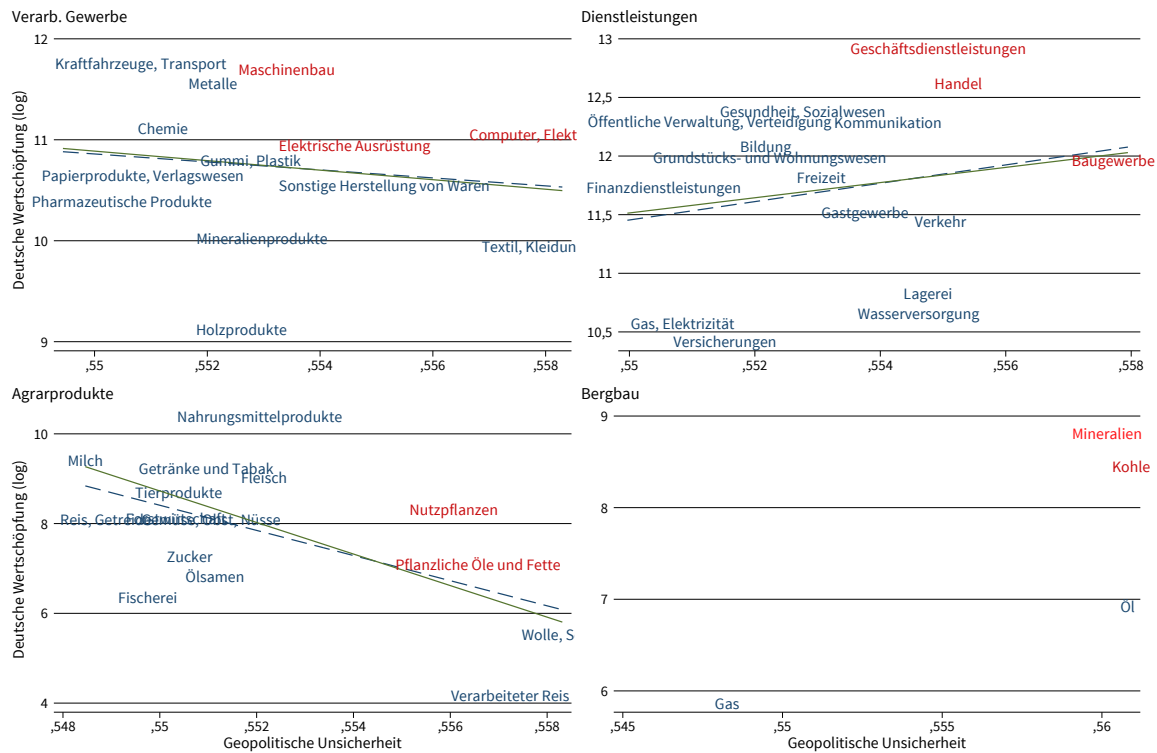 Verarb. Gewerbe
Deutsche Wertschöpfung (log)
12
11
10
9
Kraftfahrzeuge, Transport
Maschinenbau
Metalle
Chemie
Computer, Elekt
Elektrische Ausrüstung
Gummi, Plastik
Papierprodukte, Verlagswesen
Sonstige Herstellung von Waren
Pharmazeutische Produkte
Mineralienprodukte
Textil, Kleidun
Holzprodukte
,55
,552
,554
,556
,558
Dienstleistungen
13
12,5
12
11,5
11
10,5
Geschäftsdienstleistungen
Handel
Gesundheit, Sozialwesen
Öffentliche Verwaltung, Verteidigung
Kommunikation
Bildung
Grundstücks- und Wohnungswesen
Baugewerbe
Freizeit
Finanzdienstleistungen
Gastgewerbe
Verkehr
Lagerei
Wasserversorgung
Gas, Elektrizität
Versicherungen
,55
,552
,554
,556
,558
Agrarprodukte
Deutsche Wertschöpfung (log)
10
8
6
4
Nahrungsmittelprodukte
Milch
Getränke und Tabak
Fleisch
Tierprodukte
Nutzpflanzen
Reis, Getreide
Gemüse, Obst, Nüsse
Zucker
Pflanzliche Öle und Fette
Ölsamen
Fischerei
Wolle, S
Verarbeiteter Reis
,548
,55
,552
,554
,556
,558
Geopolitische Unsicherheit
Bergbau
9
8
7
6
Mineralien
Kohle
Öl
Gas
,545
,55
,555
,56
Geopolitische Unsicherheit